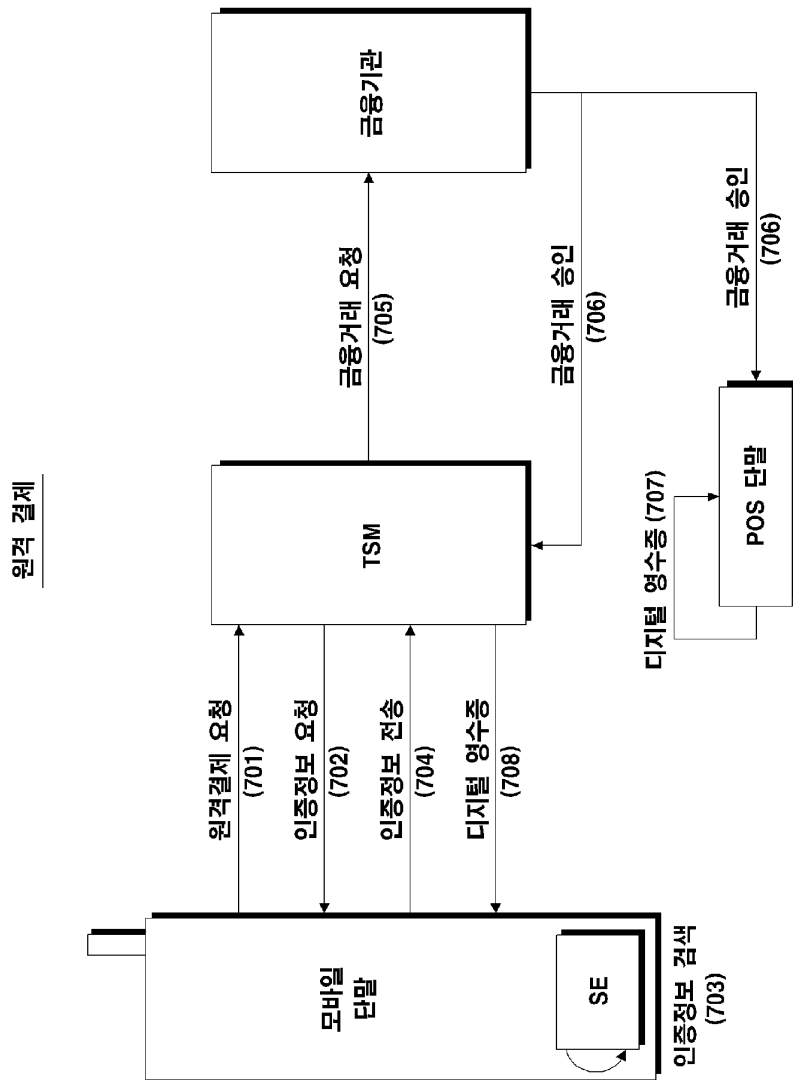 원격 결제
모바일
단말
SE
인증정보 검색
(703)
원격결제 요청
(701)
인증정보 요청
(702)
인증정보 전송
(704)
디지털 영수증
(708)
TSM
금융거래 요청
(705)
금융거래 승인
(706)
금융기관
디지털 영수증 (707)
POS 단말
금융거래 승인
(706)